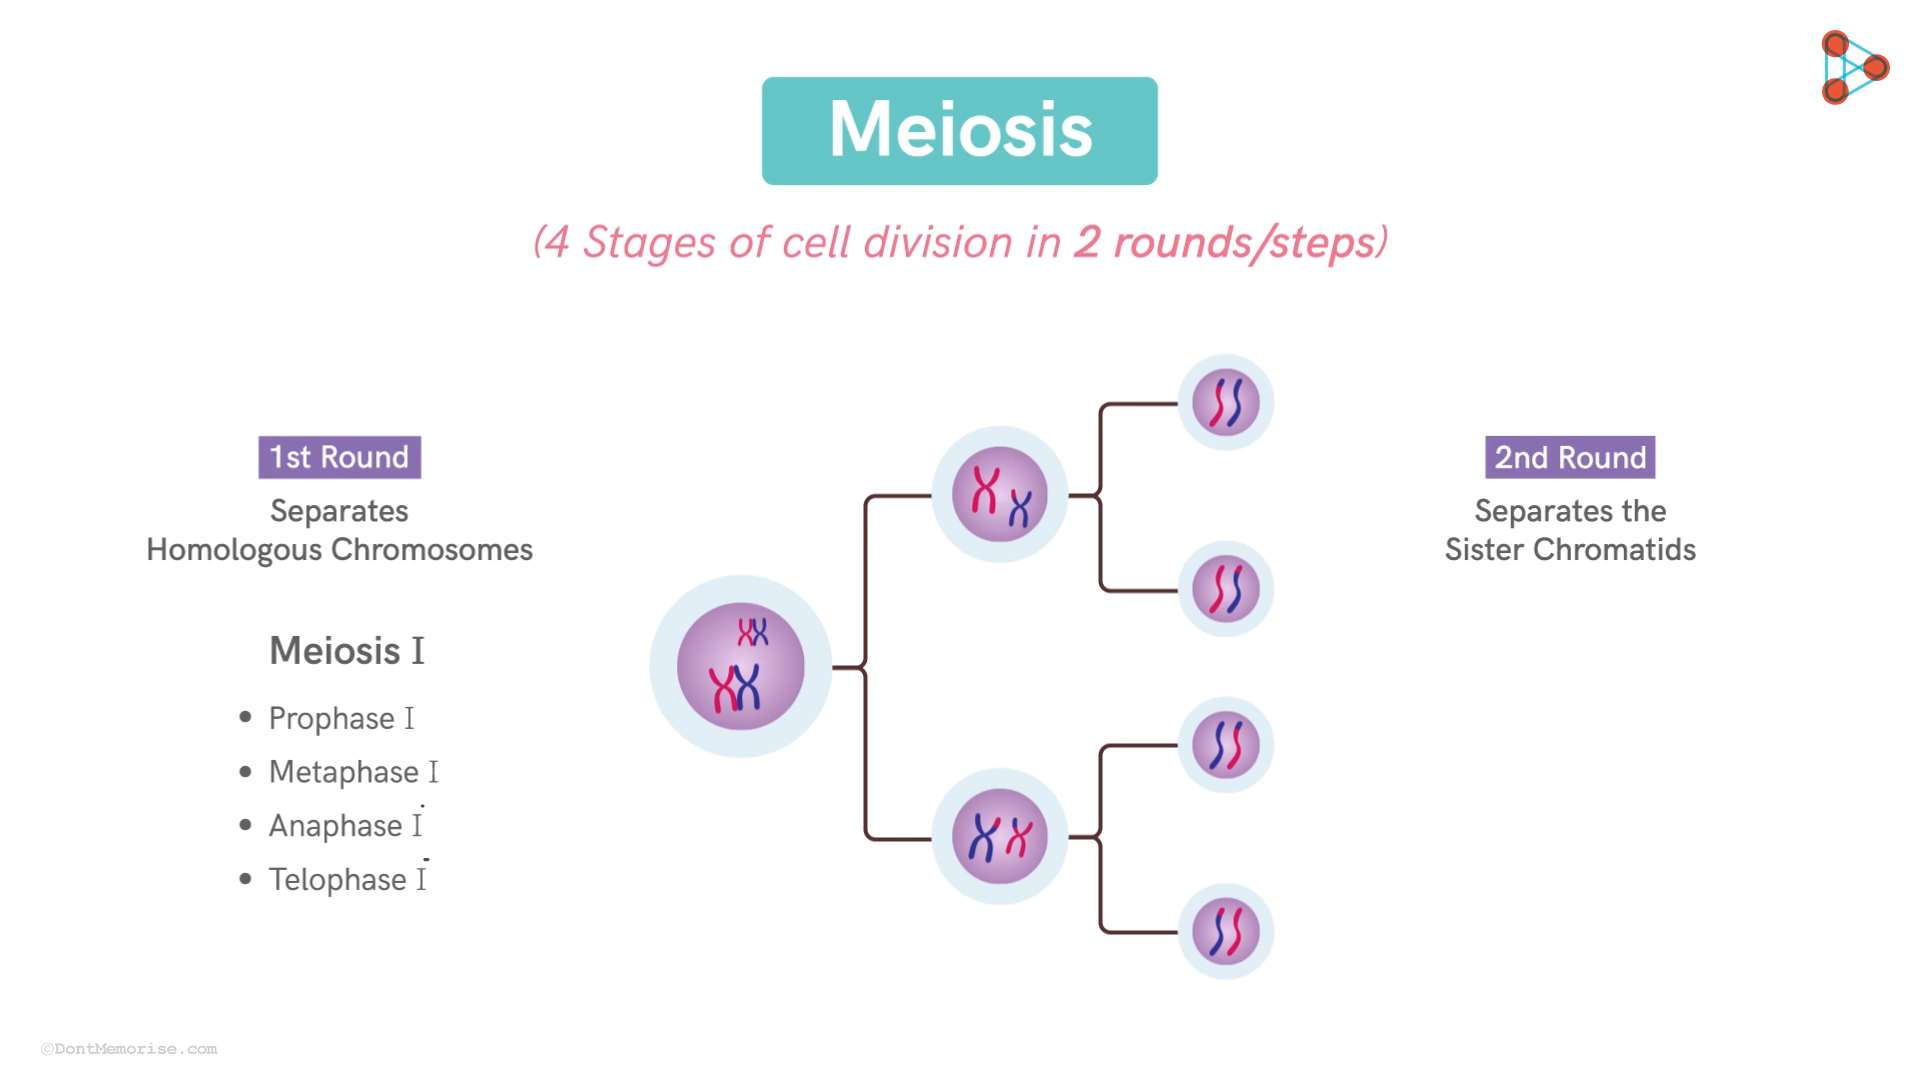 Meiosis
(4 Stages of cell division in 2 rounds/steps)
1st Round
Separates
Homologous Chromosomes
Meiosis I
• Prophase I
• Metaphase I
• Anaphase I
• Telophase I
2nd Round
Separates the
Sister Chromatids
©DontMemorise.com